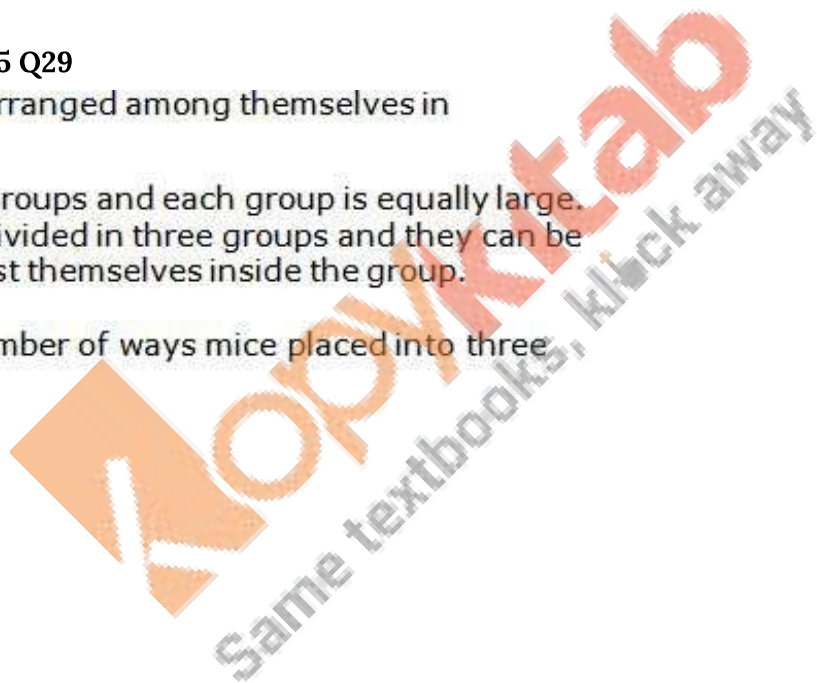 5 Q29
rranged among themselves in
roups and each group is equally large.
ivided in three groups and they can be
st themselves inside the group.
mber of ways mice placed into three
kopykitab
Same textbooks, klick away